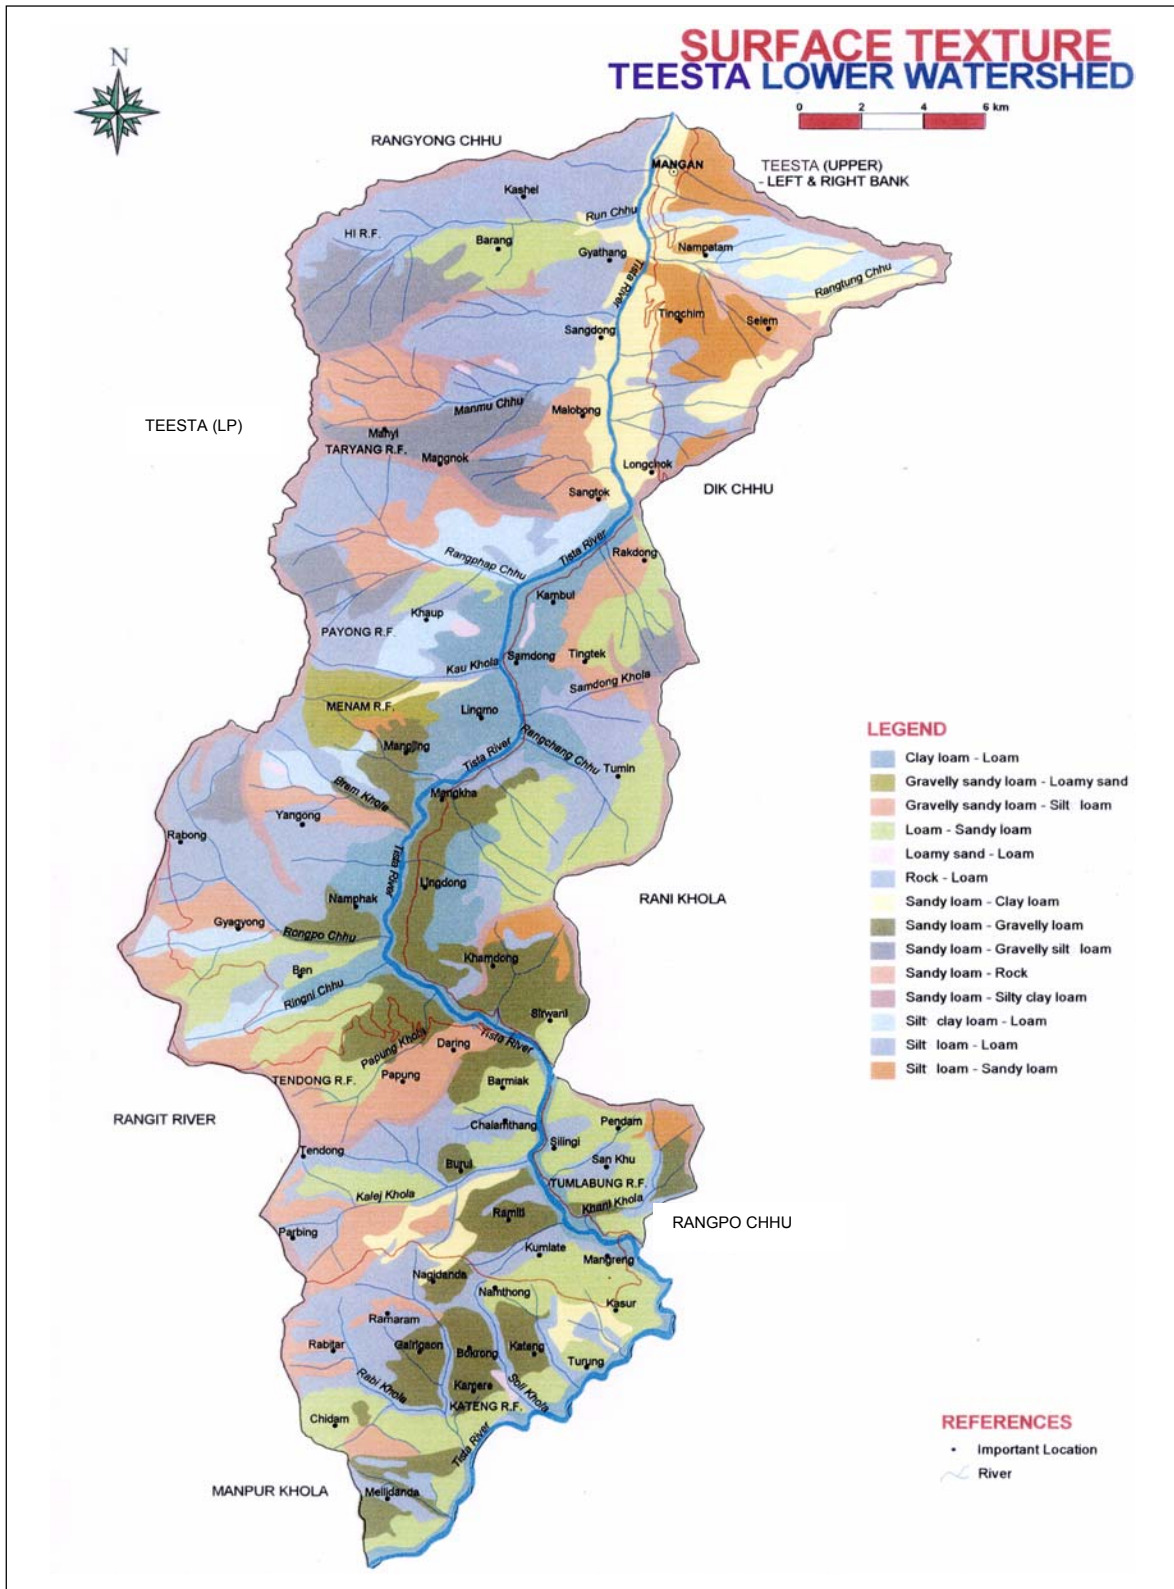 N
SURFACE TEXTURE
TEESTA LOWER WATERSHED
0 2 4 6 km
RANGYONG CHHU
MANGAN
TEESTA (UPPER)
- LEFT & RIGHT BANK
Kashel
Run Chhu
HI R.F.
Barang
Gyathang
Nampatam
Tista River
Rangtung Chhu
Tingchim
Selem
Sangdong
Manmu Chhu
Malobong
TEESTA (LP)
Manyl
TARYANG R.F.
Mangnok
Longchok
DIK CHHU
Sangtok
Rangphap Chhu
Tista River
Rakdong
Kambul
Khaup
PAYONG R.F.
Kau Khola
Samdong
Tingtek
Samdong Khola
MENAM R.F.
Lingmo
Rangchang Chhu
Manjing
Tista River
Tumin
Bram Khola
Mangkha
Yangong
Rabong
Tista River
Lingdong
Namphak
RANI KHOLA
Gyagyong
Rongpo Chhu
Khamdong
Ben
Ringni Chhu
Sirwani
Papung Khola
Tista River
Daring
TENDONG R.F.
Papung
Barmiak
RANGIT RIVER
Chalamthang
Pendam
Silingi
Tendong
San Khu
Burul
TUMLABUNG R.F.
Kalej Khola
Khani Khola
Ramiti
RANGPO CHHU
Parbing
Kumlate
Mangreng
Nagidanda
Namthong
Kasur
Ramaram
Rabitar
Gairigaon
Bokrong
Kateng
Turung
Rabi Khola
Kamere
Soli Khola
KATENG R.F.
Chidam
Tista River
MANPUR KHOLA
Mellidanda
LEGEND
Clay loam - Loam
Gravelly sandy loam - Loamy sand
Gravelly sandy loam - Silt loam
Loam - Sandy loam
Loamy sand - Loam
Rock - Loam
Sandy loam - Clay loam
Sandy loam - Gravelly loam
Sandy loam - Gravelly silt loam
Sandy loam - Rock
Sandy loam - Silty clay loam
Silt clay loam - Loam
Silt loam - Loam
Silt loam - Sandy loam
REFERENCES
Important Location
River